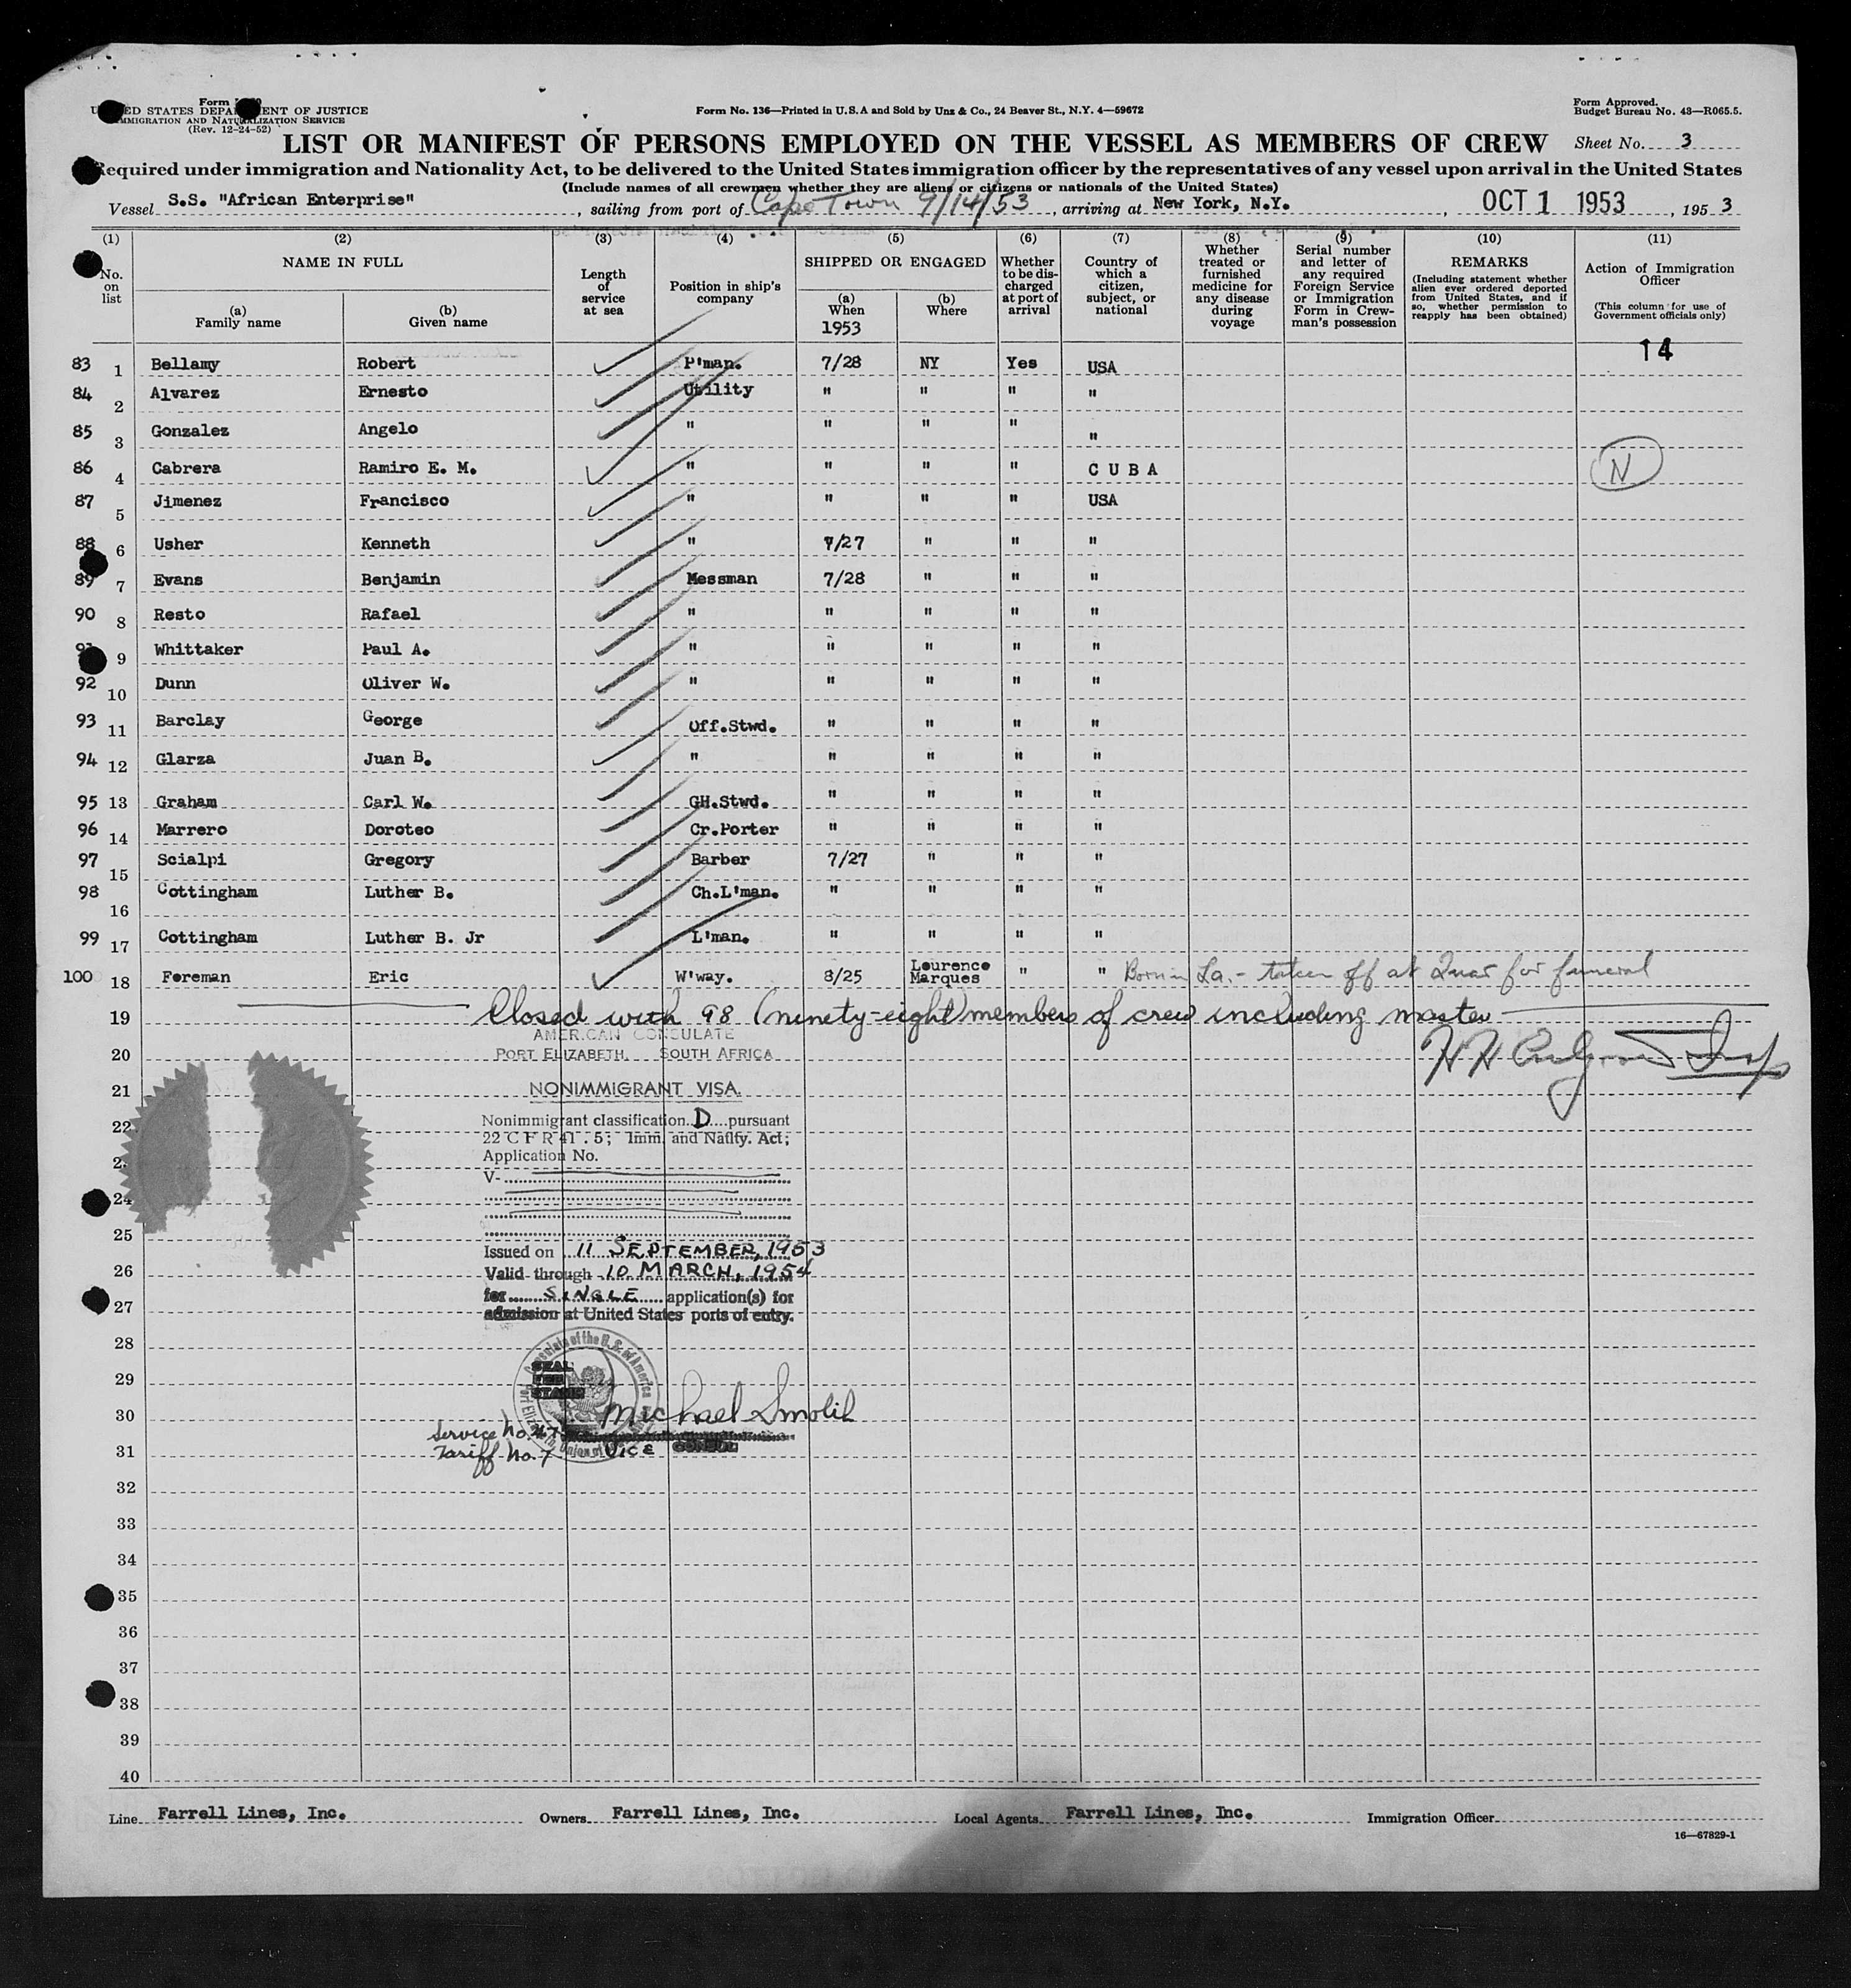 Form
UNITED STATES DEPARTMENT OF JUSTICE
IMMIGRATION AND NATURALIZATION SERVICE
(Rev. 12-24-52)
Form No. 136—Printed in U.S.A and Sold by Unz & Co., 24 Beaver St., N.Y. 4—59672
Form Approved.
Budget Bureau No. 43—R065.5.
LIST OR MANIFEST OF PERSONS EMPLOYED ON THE VESSEL AS MEMBERS OF CREW
Sheet No. 3
Required under immigration and Nationality Act, to be delivered to the United States immigration officer by the representatives of any vessel upon arrival in the United States
(Include names of all crewmen whether they are aliens or citizens or nationals of the United States)
Vessel S.S. "African Enterprise", sailing from port of Cape Town 9/14/53, arriving at New York, N.Y., OCT 1 1953, 195 3
(1) (2) (3) (4) (5) (6) (7) (8) (9) (10) (11)
No. on list
NAME IN FULL
(a) Family name
(b) Given name
Length of service at sea
Position in ship's company
SHIPPED OR ENGAGED
(a) When
1953
(b) Where
Whether to be discharged at port of arrival
Country of which a citizen, subject, or national
Whether treated or furnished medicine for any disease during voyage
Serial number and letter of any required Foreign Service or Immigration Form in Crewman's possession
REMARKS
(Including statement whether alien ever ordered deported from United States, and if so, whether permission to reapply has been obtained)
Action of Immigration Officer
(This column for use of Government officials only)
14
83 1 Bellamy Robert P'man. 7/28 NY Yes USA
84 2 Alvarez Ernesto Utility " " " "
85 3 Gonzalez Angelo " " " " "
86 4 Cabrera Ramiro E. M. " " " " CUBA N
87 5 Jimenez Francisco " " " " USA
88 6 Usher Kenneth " 7/27 " " "
89 7 Evans Benjamin Messman 7/28 " " "
90 8 Resto Rafael " " " " "
91 9 Whittaker Paul A. " " " " "
92 10 Dunn Oliver W. " " " " "
93 11 Barclay George Off.Stwd. " " " "
94 12 Glarza Juan B. " " " " "
95 13 Graham Carl W. GH.Stwd. " " " "
96 14 Marrero Doroteo Cr.Porter " " " "
97 15 Scialpi Gregory Barber 7/27 " " "
98 16 Cottingham Luther B. Ch.L'man. " " " "
99 17 Cottingham Luther B. Jr L'man. " " " "
100 18 Foreman Eric W'way. 8/25 Lourence Marques " " Born in La. - taken off at Quar for funeral
19 Closed with 98 (ninety-eight) members of crew including master
20 AMERICAN CONSULATE
PORT ELIZABETH, SOUTH AFRICA
21 NONIMMIGRANT VISA.
22 Nonimmigrant classification D pursuant
22 CFR 41.5; Imm. and Natlty. Act;
Application No.
V-
24
25
Issued on 11 SEPTEMBER, 1953
26 Valid through 10 MARCH, 1954
27 for SINGLE application(s) for
admission at United States ports of entry.
28
29
SEAL
FEE
STAMP
30 Michael Smolik
Service No. 47
31 Tariff No. 7 VICE CONSUL
32
33
34
35
36
37
38
39
40
Line Farrell Lines, Inc. Owners Farrell Lines, Inc. Local Agents Farrell Lines, Inc. Immigration Officer
16—67829-1